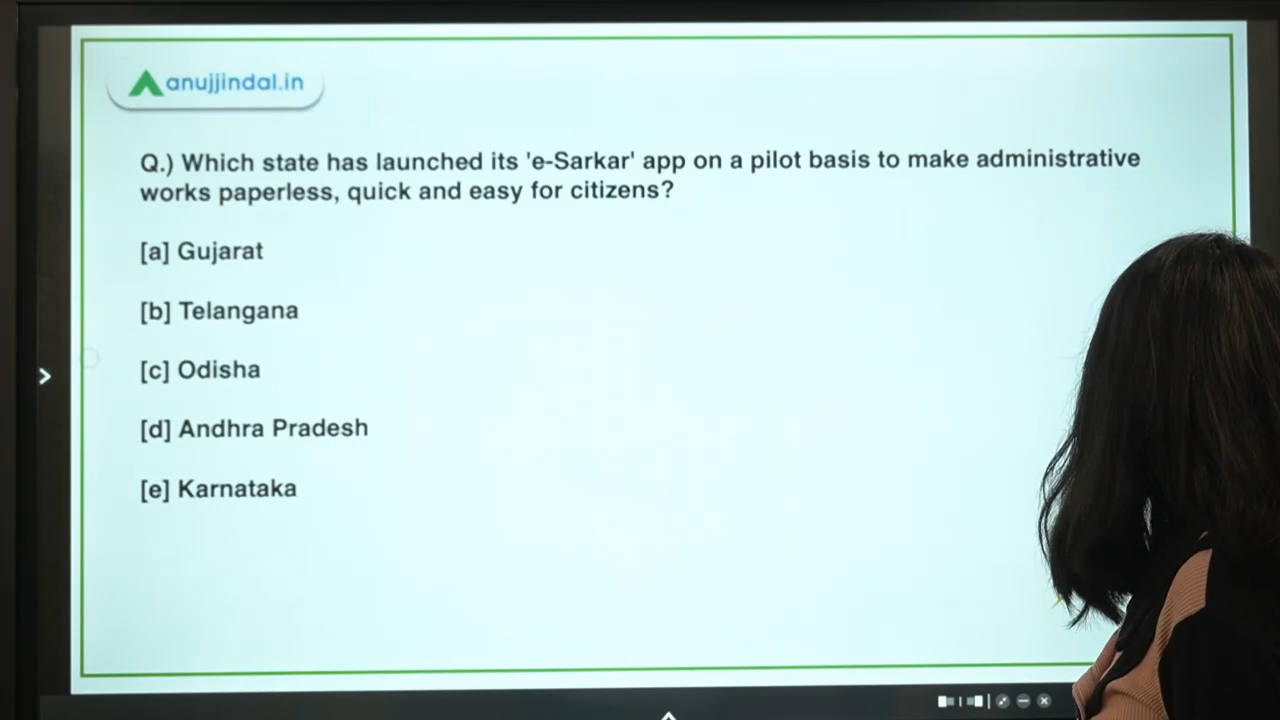 anujjindal.in
Q.) Which state has launched its 'e-Sarkar' app on a pilot basis to make administrative
works paperless, quick and easy for citizens?
[a] Gujarat
[b] Telangana
[c] Odisha
[d] Andhra Pradesh
[e] Karnataka